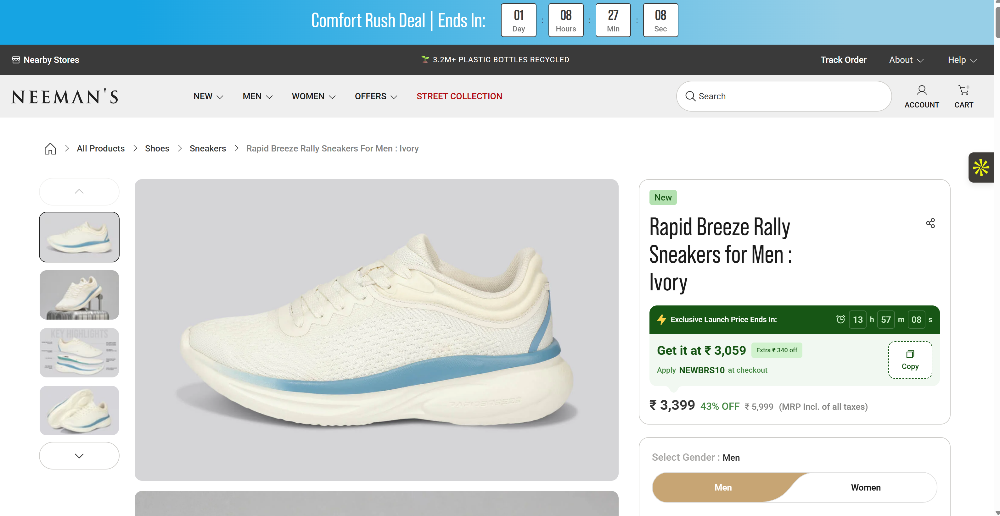 Comfort Rush Deal | Ends In:
01 Day : 08 Hours : 27 Min : 08 Sec
Nearby Stores
3.2M+ PLASTIC BOTTLES RECYCLED
Track Order
About
Help
NEEMAN'S
NEW
MEN
WOMEN
OFFERS
STREET COLLECTION
Search
ACCOUNT
CART
All Products > Shoes > Sneakers > Rapid Breeze Rally Sneakers For Men : Ivory
KEY HIGHLIGHTS
New
Rapid Breeze Rally
Sneakers for Men :
Ivory
Exclusive Launch Price Ends In: 13 h 57 m 08 s
Get it at ₹ 3,059 Extra ₹ 340 off
Apply NEWBRS10 at checkout
Copy
₹ 3,399 43% OFF ₹ 5,999 (MRP Incl. of all taxes)
Select Gender : Men
Men
Women